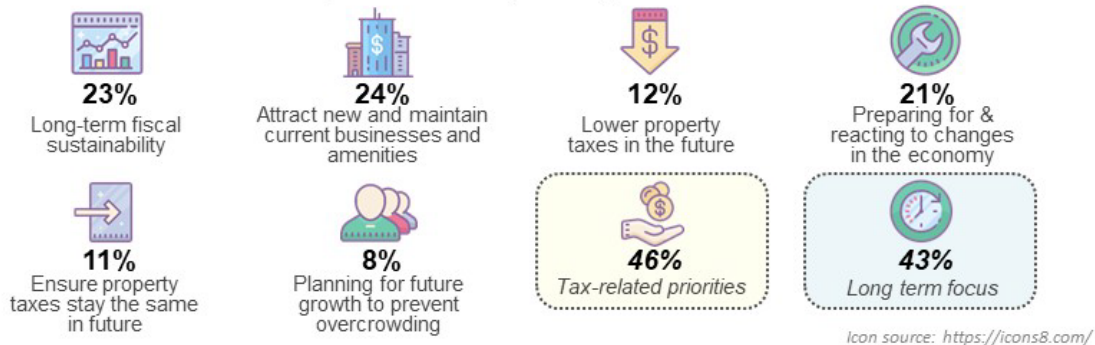 23%
Long-term fiscal
sustainability
24%
Attract new and maintain
current businesses and
amenities
12%
Lower property
taxes in the future
21%
Preparing for &
reacting to changes
in the economy
11%
Ensure property
taxes stay the same
in future
8%
Planning for future
growth to prevent
overcrowding
46%
Tax-related priorities
43%
Long term focus
Icon source: https://icons8.com/